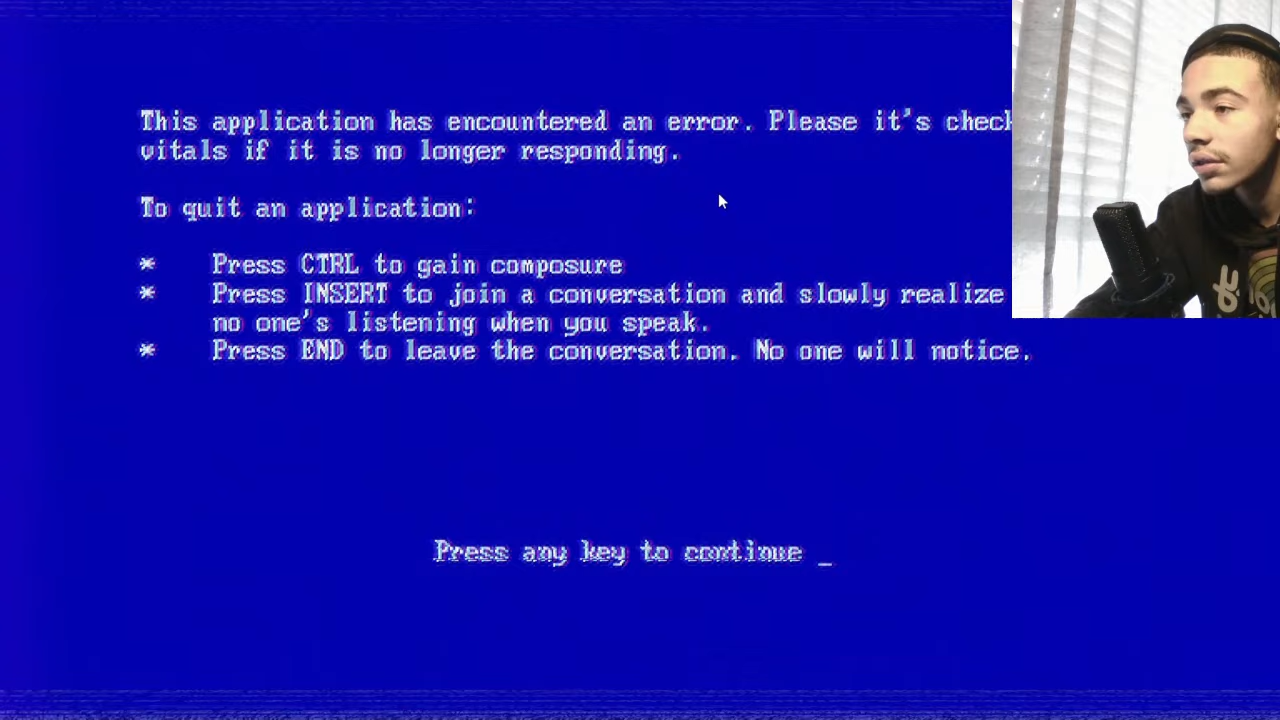 This application has encountered an error. Please it's check
vitals if it is no longer responding.
To quit an application:
* Press CTRL to gain composure
* Press INSERT to join a conversation and slowly realize
no one's listening when you speak.
* Press END to leave the conversation. No one will notice.
Press any key to continue _